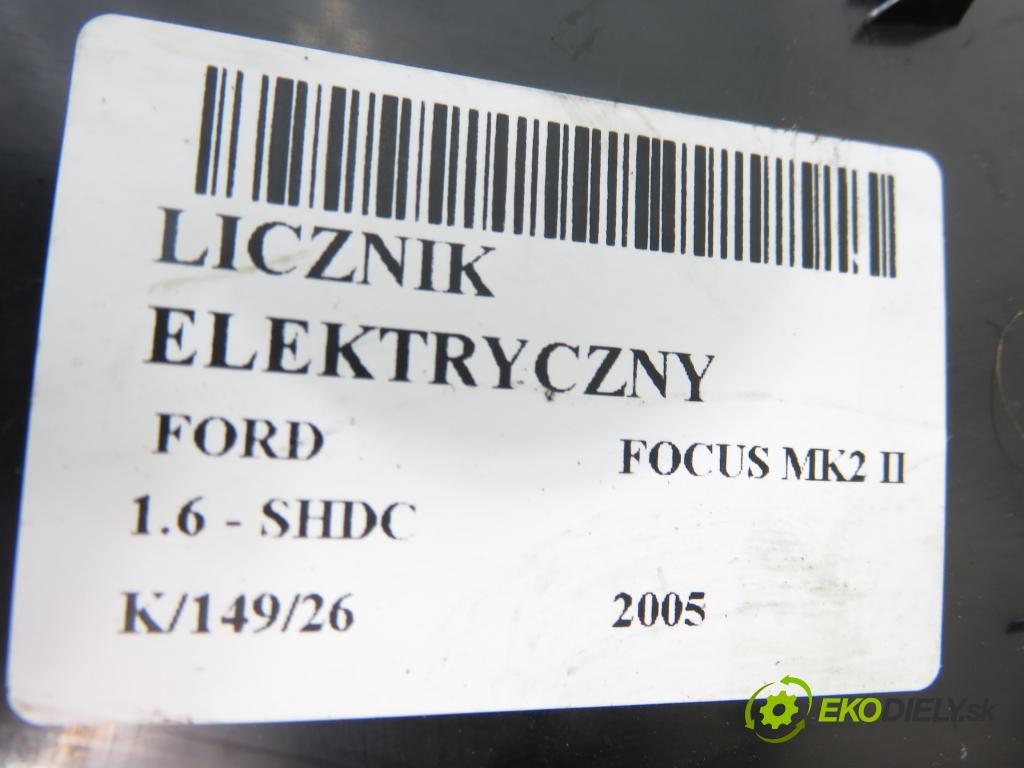 LICZNIK
ELEKTRYCZNY
FORD FOCUS MK2 II
1.6 - SHDC
K/149/26 2005
EKODIELY.sk